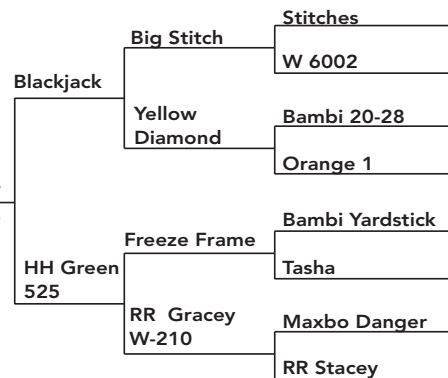 Stitches
Big Stitch
W 6002
Blackjack
Yellow
Diamond
Bambi 20-28
Orange 1
Bambi Yardstick
Freeze Frame
HH Green
525
Tasha
RR Gracey
W-210
Maxbo Danger
RR Stacey